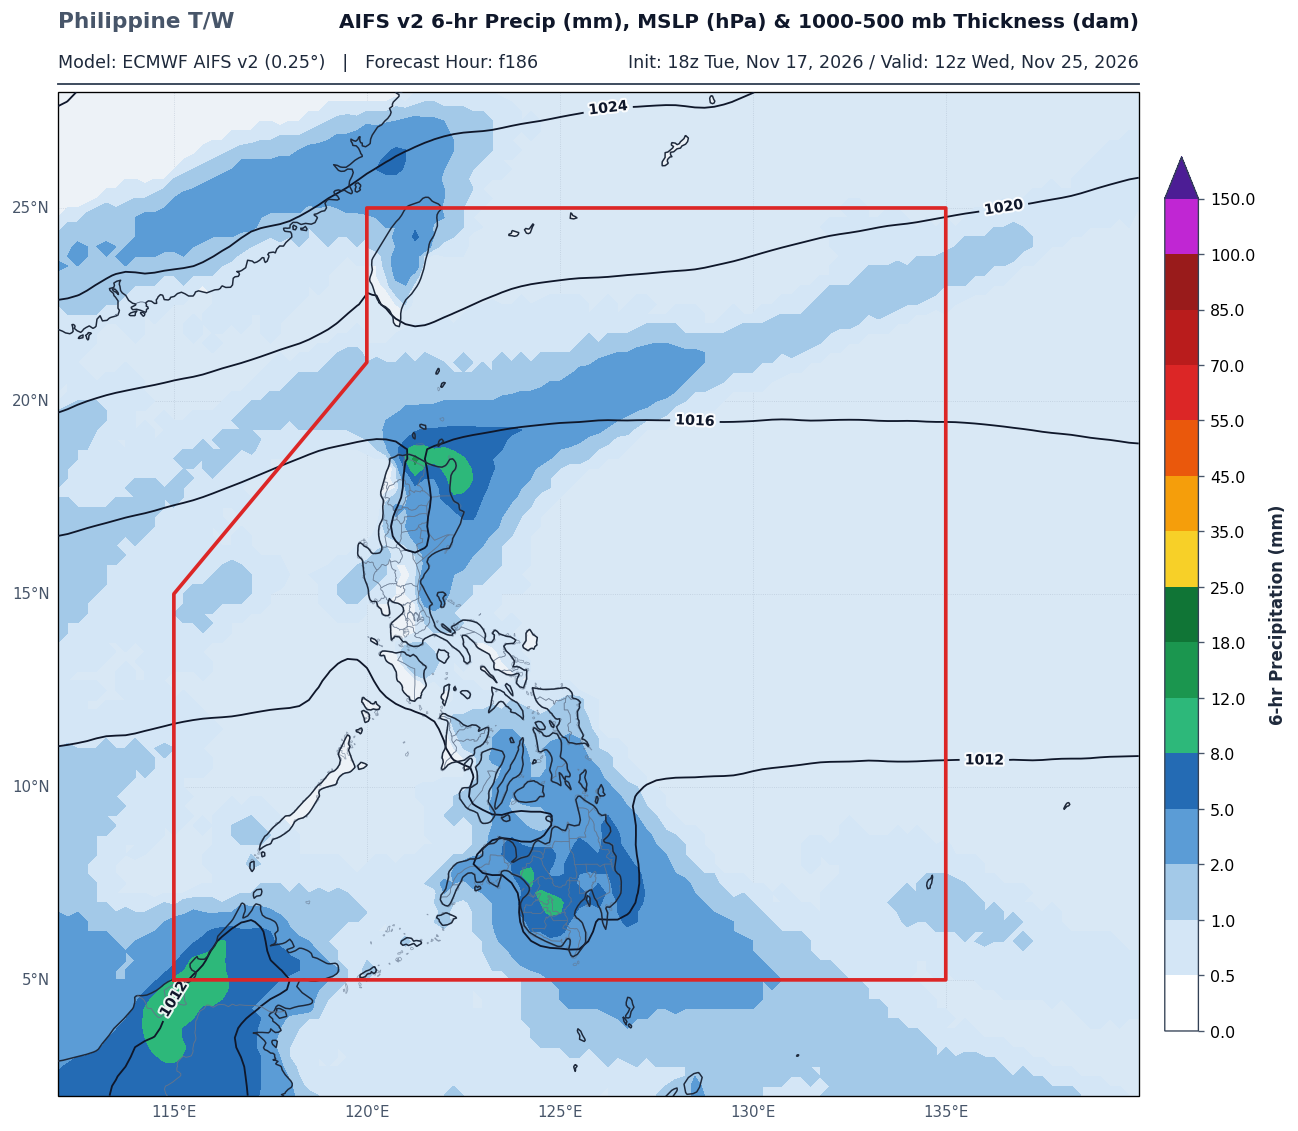 Philippine T/W
AIFS v2 6-hr Precip (mm), MSLP (hPa) & 1000-500 mb Thickness (dam)
Model: ECMWF AIFS v2 (0.25°) | Forecast Hour: f186
Init: 18z Tue, Nov 17, 2026 / Valid: 12z Wed, Nov 25, 2026
1024
1020
1016
1012
1012
25°N
20°N
15°N
10°N
5°N
115°E
120°E
125°E
130°E
135°E
150.0
100.0
85.0
70.0
55.0
45.0
35.0
25.0
18.0
12.0
8.0
5.0
2.0
1.0
0.5
0.0
6-hr Precipitation (mm)